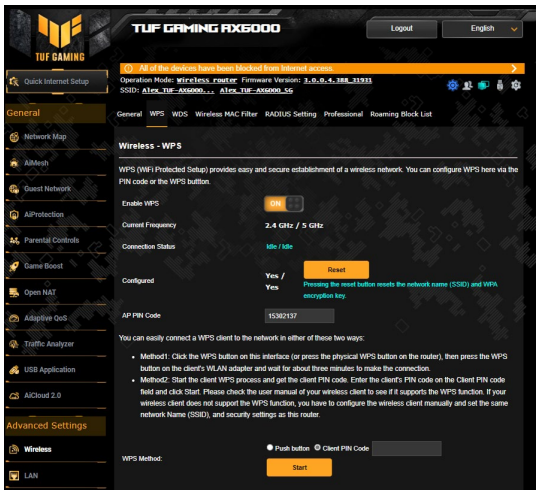 TUF GAMING AX6000
Logout
English
TUF GAMING
All of the devices have been blocked from Internet access.
Quick Internet Setup
Operation Mode: Wireless router Firmware Version: 3.0.0.4.388_31931
SSID: Alex_TUF-AX6000... Alex_TUF-AX6000_5G
General
General WPS WDS Wireless MAC Filter RADIUS Setting Professional Roaming Block List
Network Map
AiMesh
Guest Network
AiProtection
Parental Controls
Game Boost
Open NAT
Adaptive QoS
Traffic Analyzer
USB Application
AiCloud 2.0
Advanced Settings
Wireless
LAN
Wireless - WPS
WPS (WiFi Protected Setup) provides easy and secure establishment of a wireless network. You can configure WPS here via the
PIN code or the WPS buttton.
Enable WPS
ON
Current Frequency
2.4 GHz / 5 GHz
Connection Status
Idle / Idle
Configured
Yes /
Yes
Reset
Pressing the reset button resets the network name (SSID) and WPA
encryption key.
AP PIN Code
15302137
You can easily connect a WPS client to the network in either of these two ways:
• Method1: Click the WPS button on this interface (or press the physical WPS button on the router), then press the WPS
button on the client's WLAN adapter and wait for about three minutes to make the connection.
• Method2: Start the client WPS process and get the client PIN code. Enter the client's PIN code on the Client PIN code
field and click Start. Please check the user manual of your wireless client to see if it supports the WPS function. If your
wireless client does not support the WPS function, you have to configure the wireless client manually and set the same
network Name (SSID), and security settings as this router.
WPS Method:
Push button Client PIN Code
Start